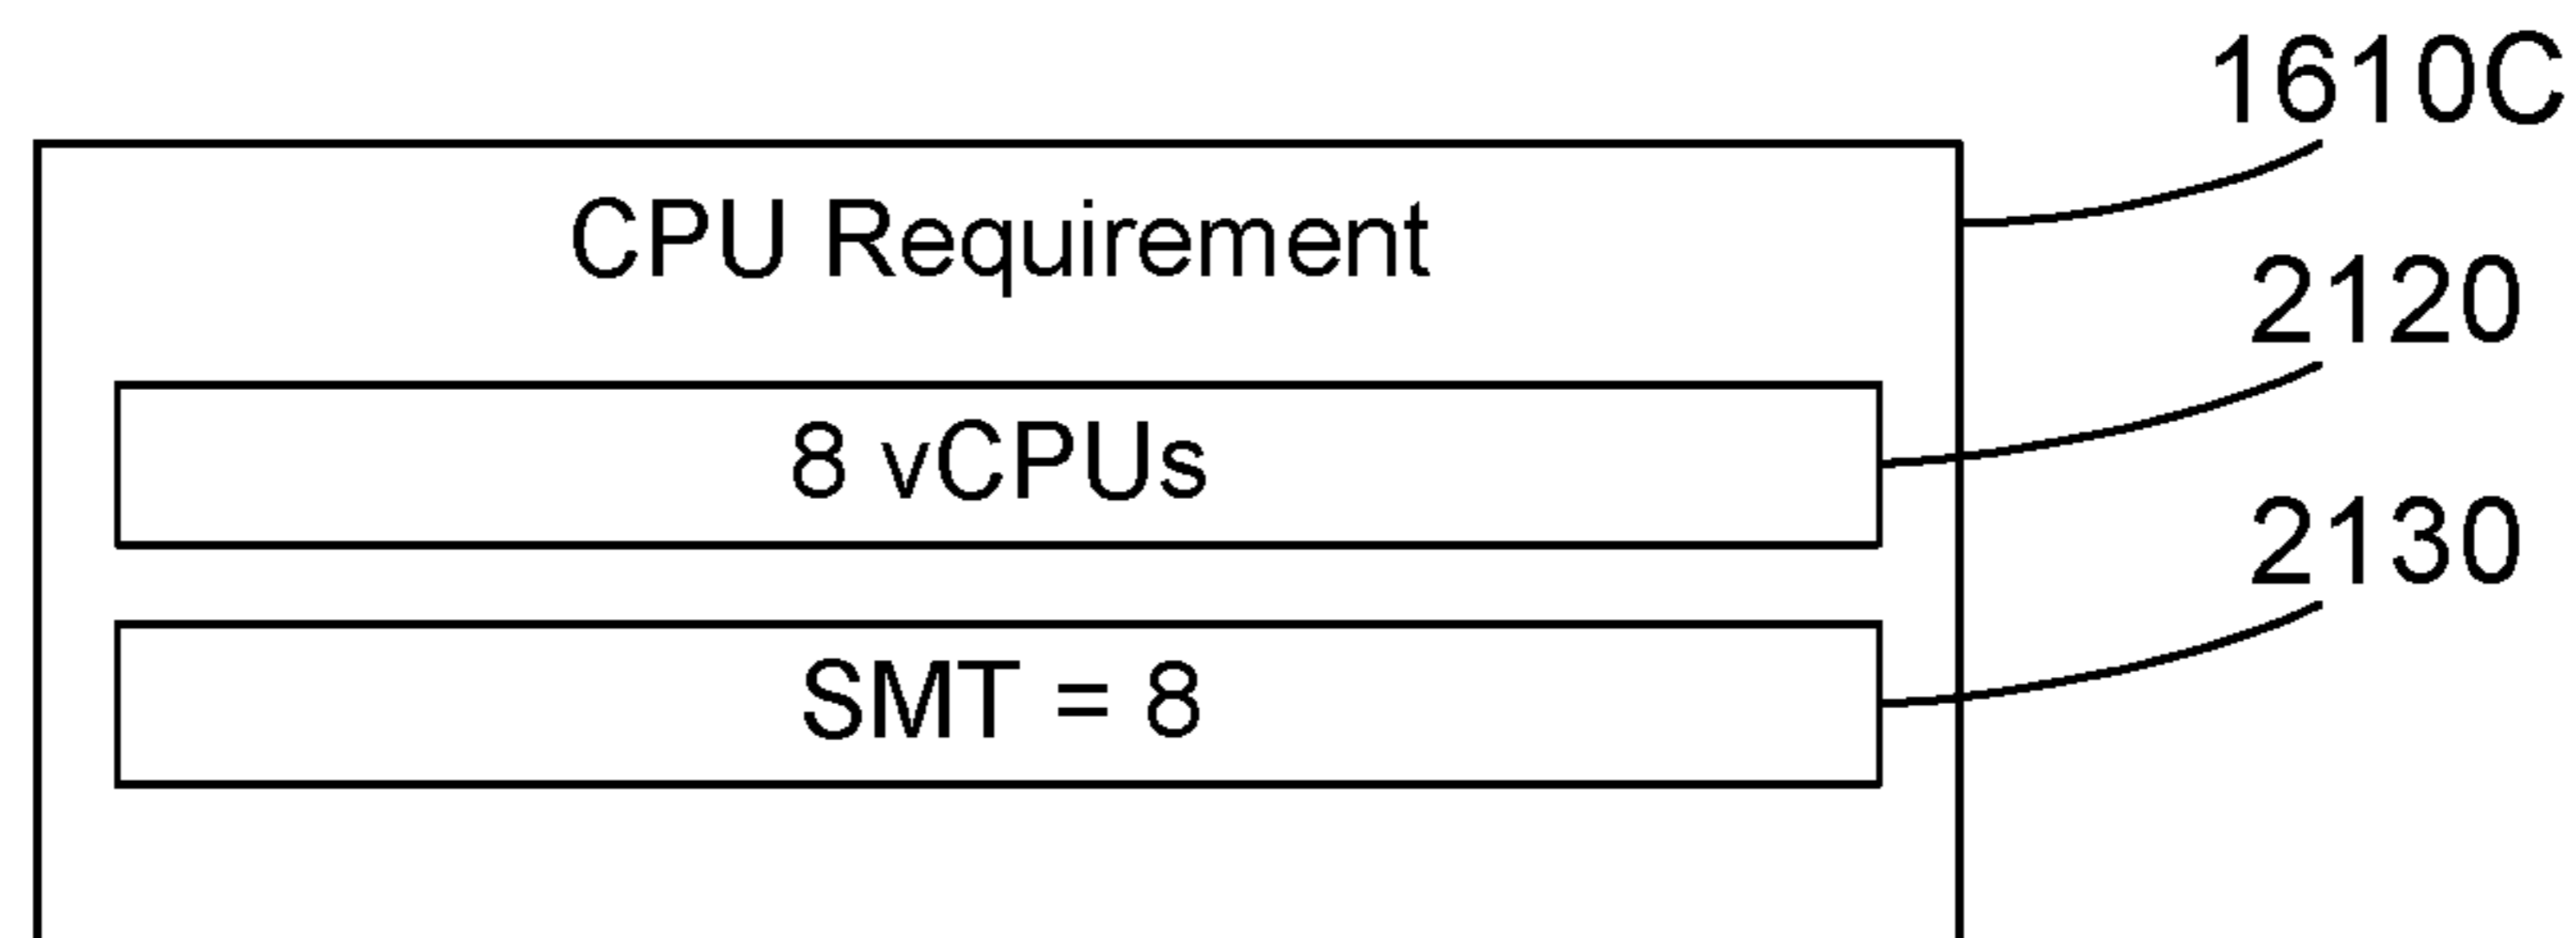 1610C
CPU Requirement
2120
8 vCPUs
2130
SMT = 8